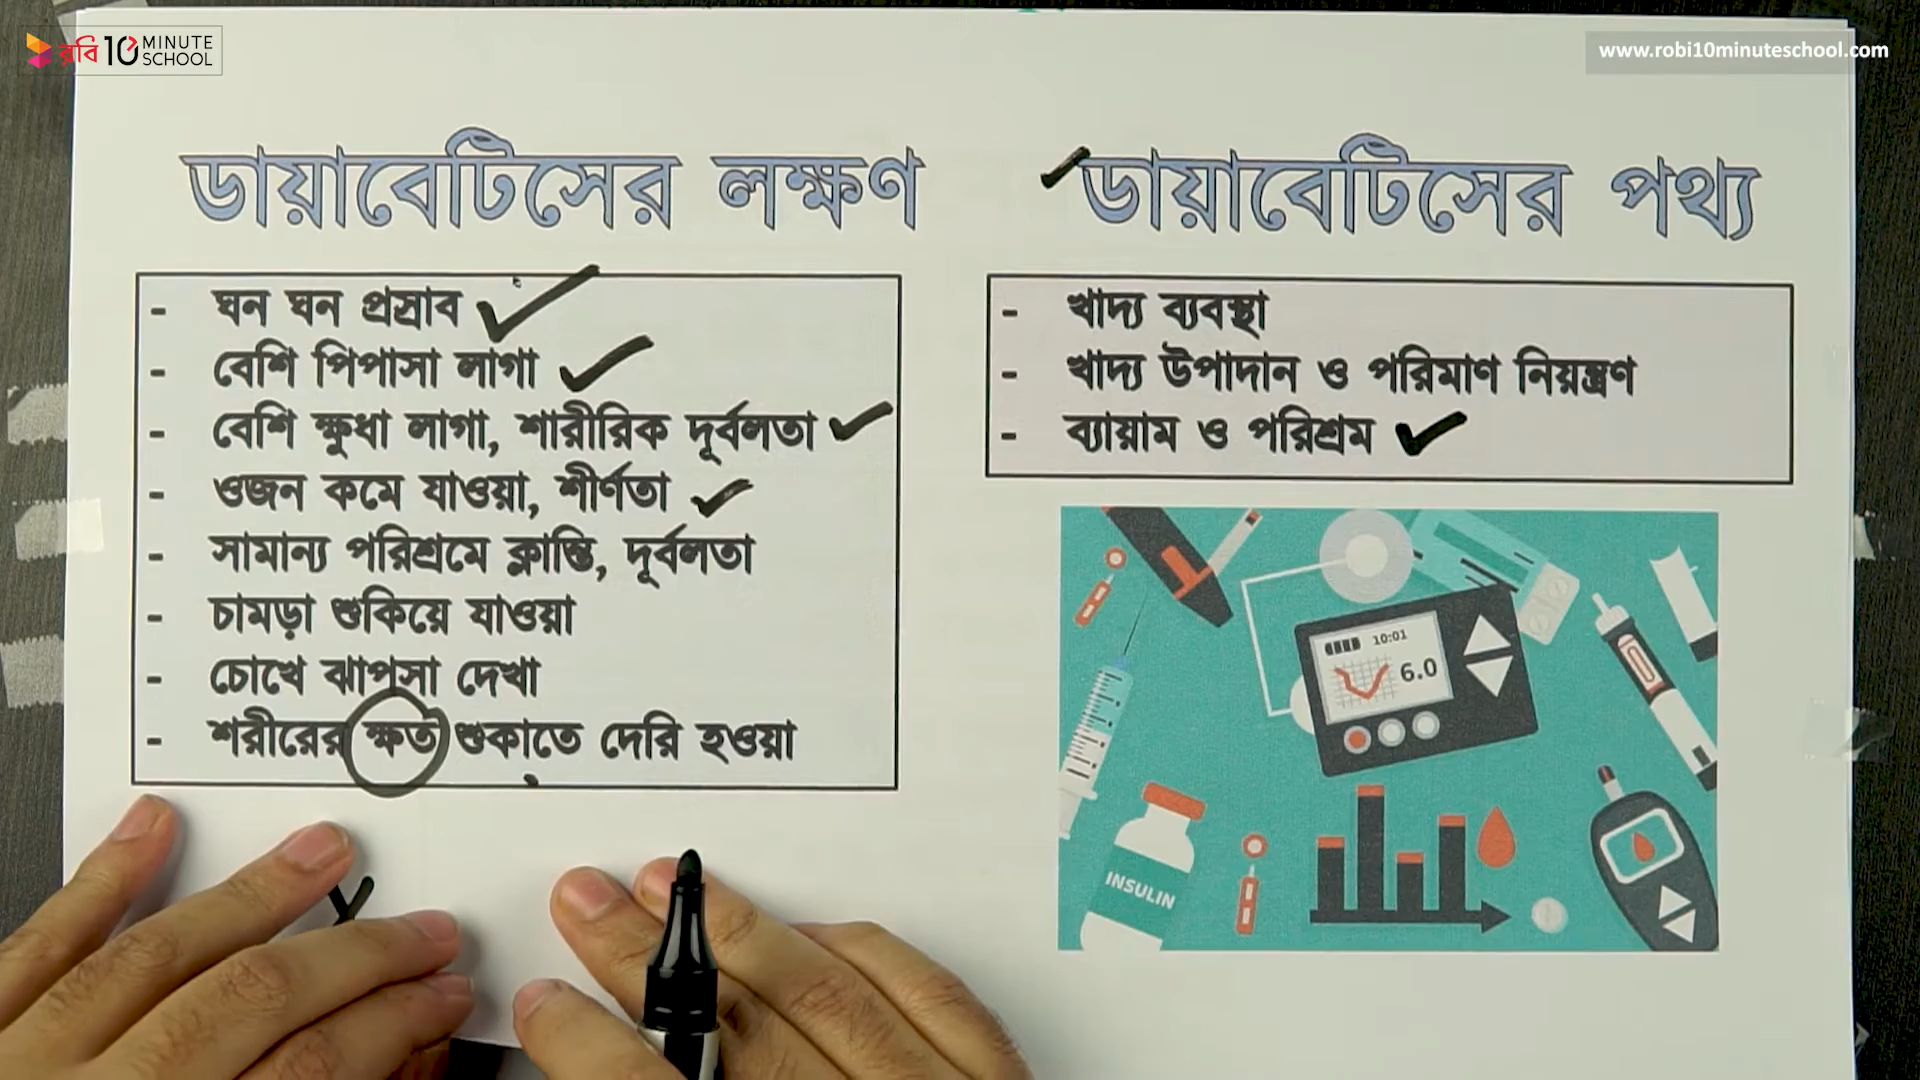 রবি 10 MINUTE SCHOOL
www.robi10minuteschool.com
ডায়াবেটিসের লক্ষণ
- ঘন ঘন প্রস্রাব
- বেশি পিপাসা লাগা
- বেশি ক্ষুধা লাগা, শারীরিক দূর্বলতা
- ওজন কমে যাওয়া, শীর্ণতা
- সামান্য পরিশ্রমে ক্লান্তি, দূর্বলতা
- চামড়া শুকিয়ে যাওয়া
- চোখে ঝাপসা দেখা
- শরীরের ক্ষত শুকাতে দেরি হওয়া
ডায়াবেটিসের পথ্য
- খাদ্য ব্যবস্থা
- খাদ্য উপাদান ও পরিমাণ নিয়ন্ত্রণ
- ব্যায়াম ও পরিশ্রম
10:01
6.0
INSULIN